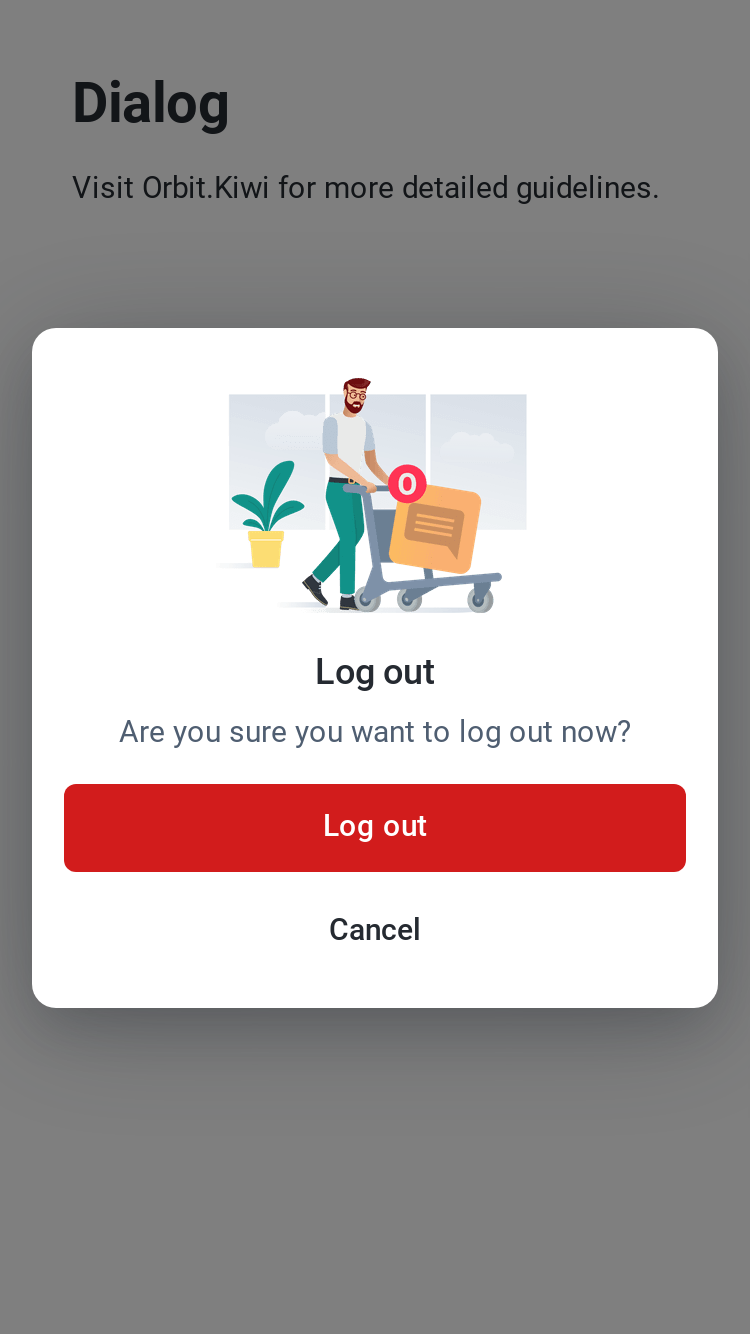 Dialog
Visit Orbit.Kiwi for more detailed guidelines.
0
Log out
Are you sure you want to log out now?
Log out
Cancel